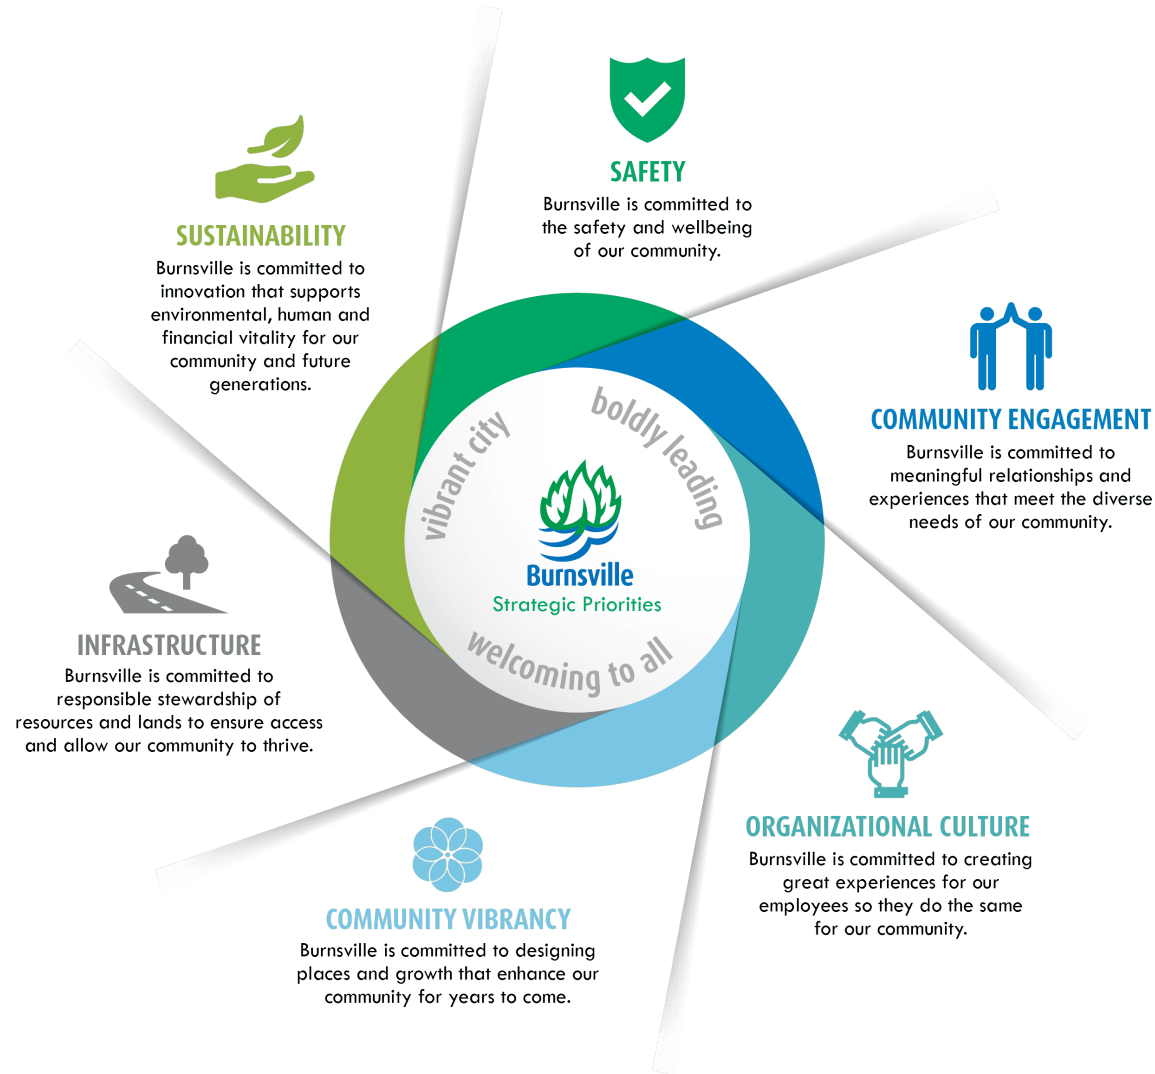 SAFETY
Burnsville is committed to
the safety and wellbeing
of our community.
SUSTAINABILITY
Burnsville is committed to
innovation that supports
environmental, human and
financial vitality for our
community and future
generations.
COMMUNITY ENGAGEMENT
Burnsville is committed to
meaningful relationships and
experiences that meet the diverse
needs of our community.
vibrant city
boldly leading
Burnsville
Strategic Priorities
welcoming to all
INFRASTRUCTURE
Burnsville is committed to
responsible stewardship of
resources and lands to ensure access
and allow our community to thrive.
ORGANIZATIONAL CULTURE
Burnsville is committed to creating
great experiences for our
employees so they do the same
for our community.
COMMUNITY VIBRANCY
Burnsville is committed to designing
places and growth that enhance our
community for years to come.